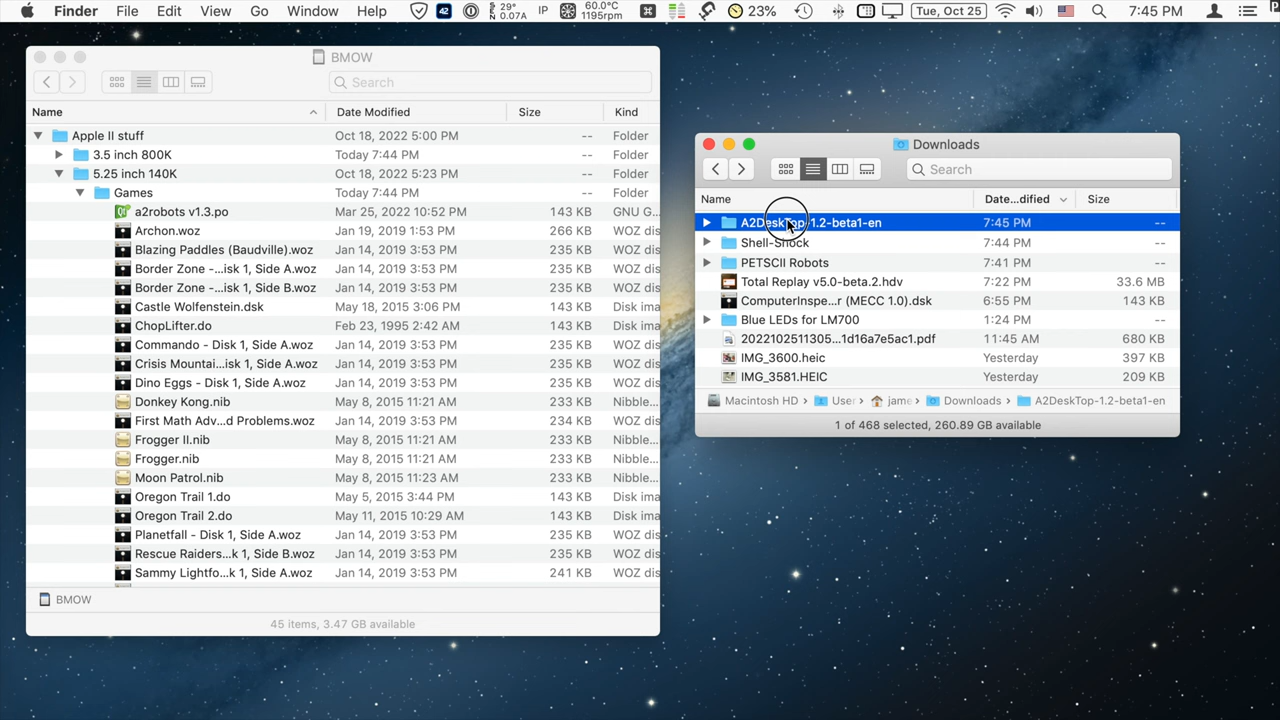 Finder File Edit View Go Window Help 42 29° 0.07A IP 60.0°C 1195rpm 23% Tue, Oct 25 7:45 PM
BMOW
Search
Name Date Modified Size Kind
Apple II stuff Oct 18, 2022 5:00 PM -- Folder
3.5 inch 800K Today 7:44 PM -- Folder
5.25 inch 140K Oct 18, 2022 5:23 PM -- Folder
Games Today 7:44 PM -- Folder
a2robots v1.3.po Mar 25, 2022 10:52 PM 143 KB GNU G...
Archon.woz Jan 19, 2019 1:53 PM 266 KB WOZ dis
Blazing Paddles (Baudville).woz Jan 14, 2019 3:53 PM 235 KB WOZ dis
Border Zone -...isk 1, Side A.woz Jan 14, 2019 3:53 PM 235 KB WOZ dis
Border Zone -...isk 1, Side B.woz Jan 14, 2019 3:53 PM 235 KB WOZ dis
Castle Wolfenstein.dsk May 18, 2015 3:06 PM 143 KB Disk ima
ChopLifter.do Feb 23, 1995 2:42 AM 143 KB Disk ima
Commando - Disk 1, Side A.woz Jan 14, 2019 3:53 PM 235 KB WOZ dis
Crisis Mountai...isk 1, Side A.woz Jan 14, 2019 3:53 PM 235 KB WOZ dis
Dino Eggs - Disk 1, Side A.woz Jan 14, 2019 3:53 PM 235 KB WOZ dis
Donkey Kong.nib May 8, 2015 11:21 AM 233 KB Nibble...
First Math Adv...d Problems.woz Jan 14, 2019 3:53 PM 234 KB WOZ dis
Frogger II.nib May 8, 2015 11:21 AM 233 KB Nibble...
Frogger.nib May 8, 2015 11:21 AM 233 KB Nibble...
Moon Patrol.nib May 8, 2015 11:23 AM 233 KB Nibble...
Oregon Trail 1.do May 5, 2015 3:44 PM 143 KB Disk ima
Oregon Trail 2.do May 11, 2015 10:29 AM 143 KB Disk ima
Planetfall - Disk 1, Side A.woz Jan 14, 2019 3:53 PM 235 KB WOZ dis
Rescue Raiders...k 1, Side B.woz Jan 14, 2019 3:53 PM 235 KB WOZ dis
Sammy Lightfo...k 1, Side A.woz Jan 14, 2019 3:53 PM 241 KB WOZ dis
BMOW
45 items, 3.47 GB available
Downloads
Search
Name Date...dified Size
A2DeskTop-1.2-beta1-en 7:45 PM --
Shell-Shock 7:44 PM --
PETSCII Robots 7:41 PM --
Total Replay v5.0-beta.2.hdv 7:22 PM 33.6 MB
ComputerInspe...r (MECC 1.0).dsk 6:55 PM 143 KB
Blue LEDs for LM700 1:24 PM --
2022102511305...1d16a7e5ac1.pdf 11:45 AM 680 KB
IMG_3600.heic Yesterday 397 KB
IMG_3581.HEIC Yesterday 209 KB
Macintosh HD › User › jame › Downloads › A2DeskTop-1.2-beta1-en
1 of 468 selected, 260.89 GB available